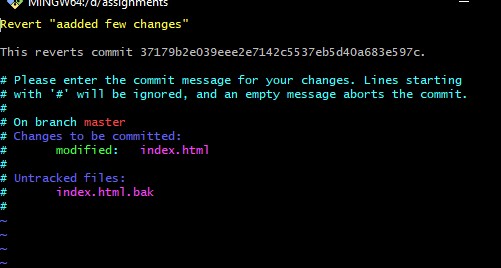 MINGW64:/d/assignments
Revert "aadded few changes"
This reverts commit 37179b2e039eee2e7142c5537eb5d40a683e597c.
# Please enter the commit message for your changes. Lines starting
# with '#' will be ignored, and an empty message aborts the commit.
#
# On branch master
# Changes to be committed:
#       modified:   index.html
#
# Untracked files:
#       index.html.bak
#
~
~
~
~